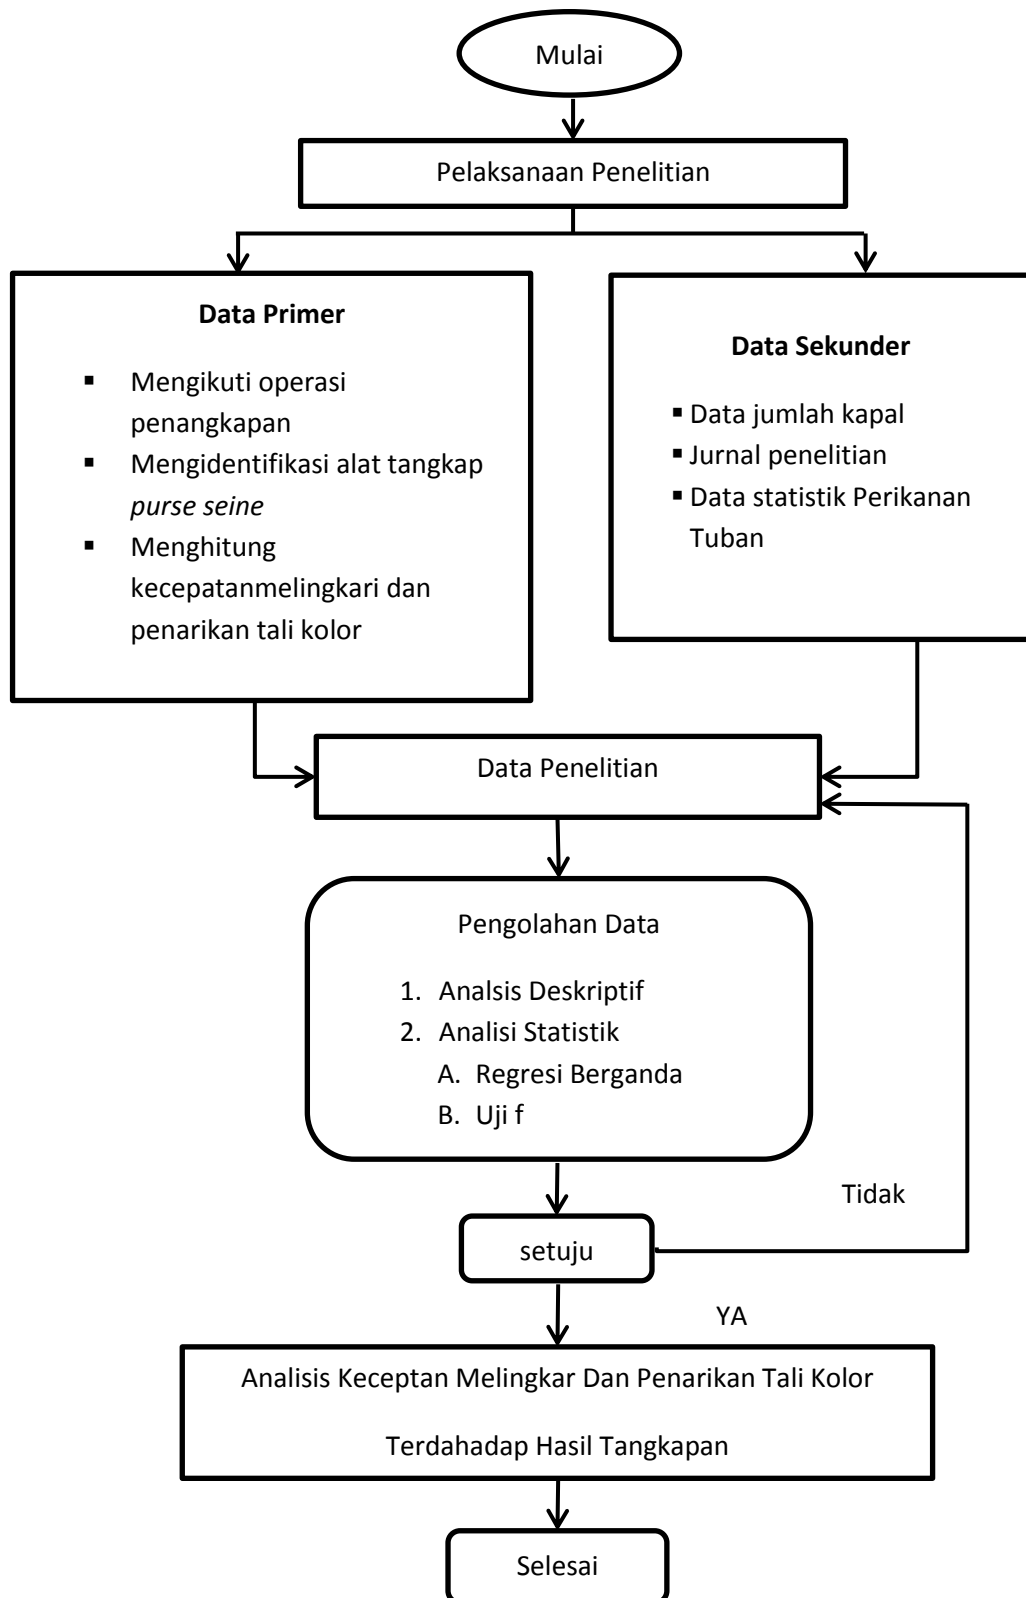 Mulai
Pelaksanaan Penelitian
Data Primer
▪ Mengikuti operasi
penangkapan
▪ Mengidentifikasi alat tangkap
purse seine
▪ Menghitung
kecepatanmelingkari dan
penarikan tali kolor
Data Sekunder
▪ Data jumlah kapal
▪ Jurnal penelitian
▪ Data statistik Perikanan
Tuban
Data Penelitian
Pengolahan Data
1. Analsis Deskriptif
2. Analisi Statistik
A. Regresi Berganda
B. Uji f
Tidak
setuju
YA
Analisis Keceptan Melingkar Dan Penarikan Tali Kolor
Terdahadap Hasil Tangkapan
Selesai